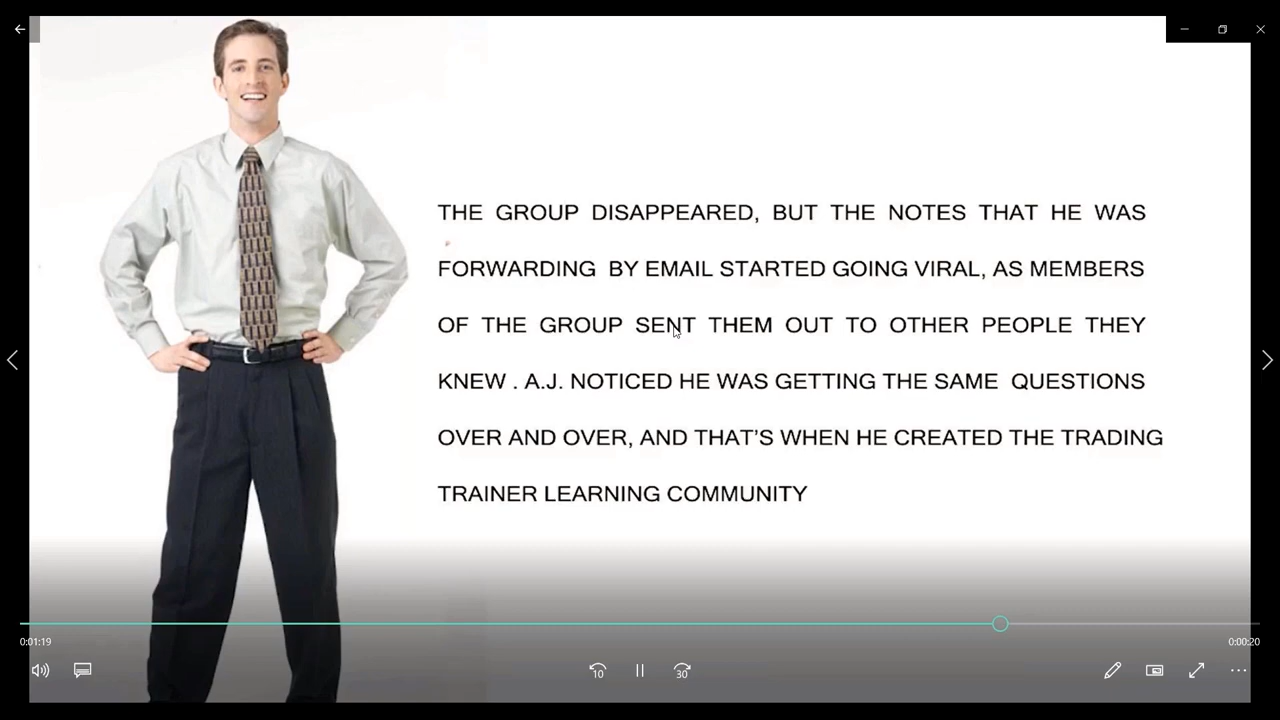 THE GROUP DISAPPEARED, BUT THE NOTES THAT HE WAS
FORWARDING BY EMAIL STARTED GOING VIRAL, AS MEMBERS
OF THE GROUP SENT THEM OUT TO OTHER PEOPLE THEY
KNEW . A.J. NOTICED HE WAS GETTING THE SAME QUESTIONS
OVER AND OVER, AND THAT'S WHEN HE CREATED THE TRADING
TRAINER LEARNING COMMUNITY
0:01:19
0:00:20
10
30